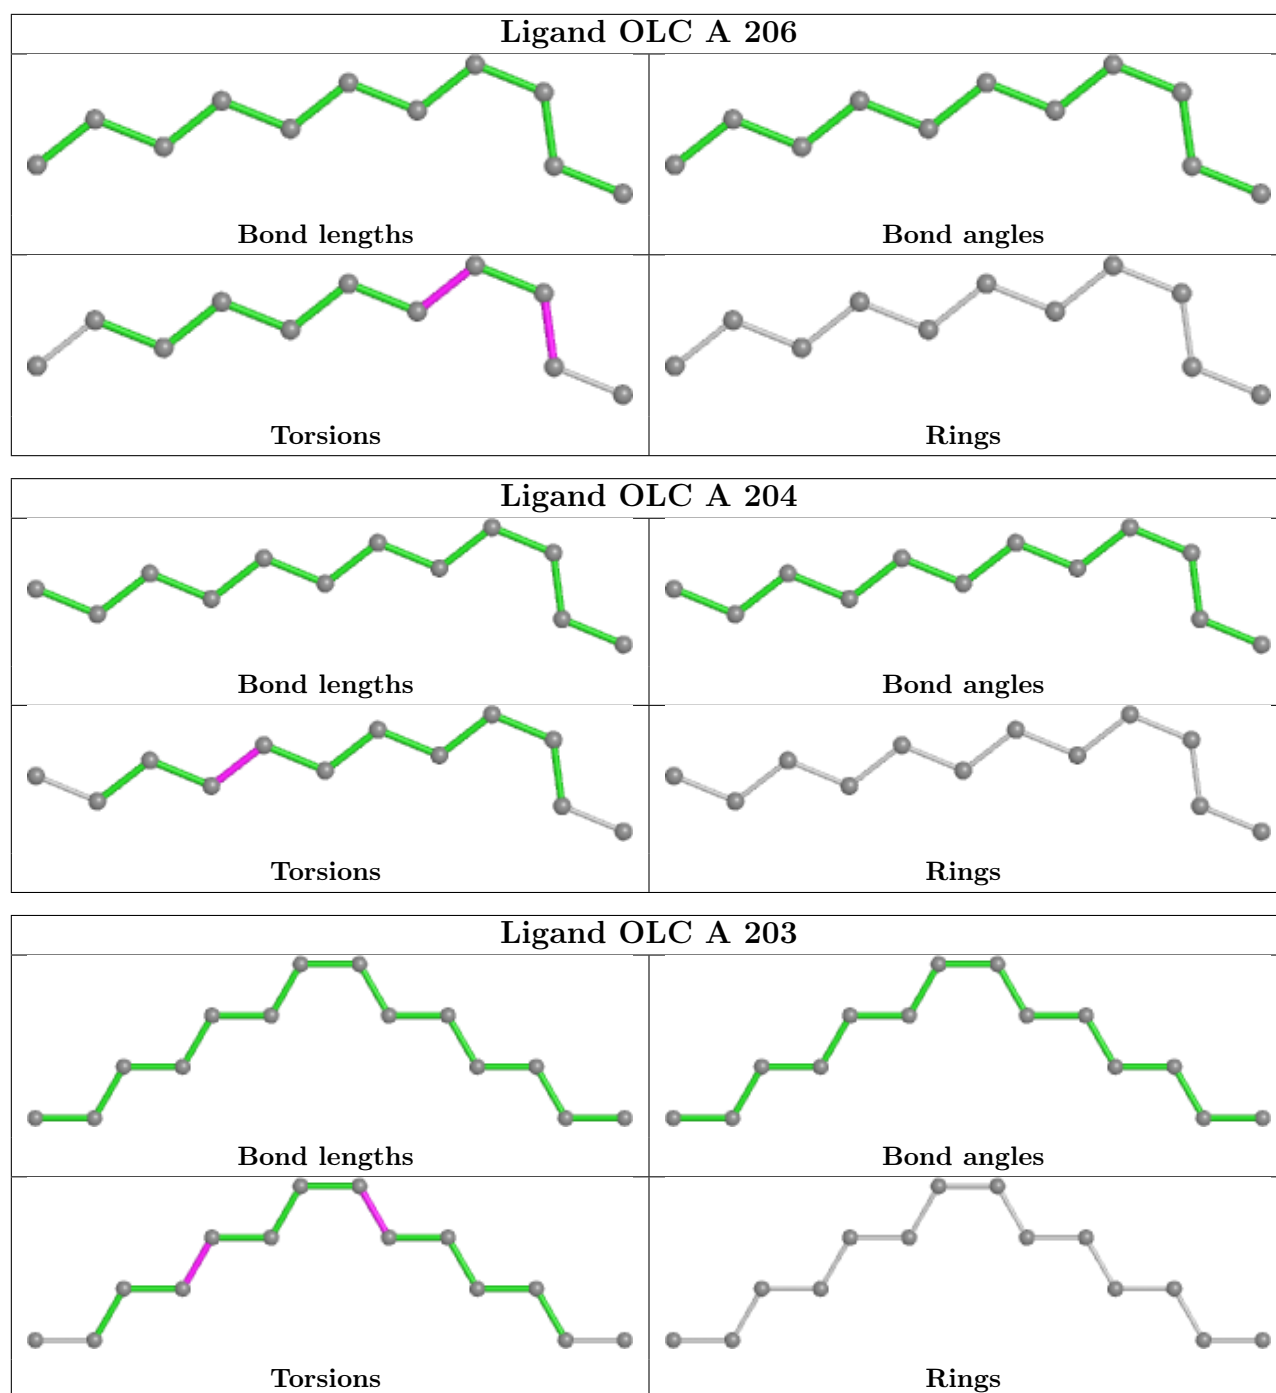 Ligand OLC A 206
Bond lengths
Bond angles
Torsions
Rings
Ligand OLC A 204
Bond lengths
Bond angles
Torsions
Rings
Ligand OLC A 203
Bond lengths
Bond angles
Torsions
Rings